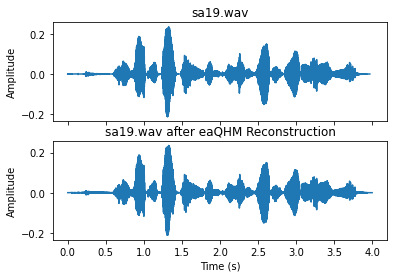 sa19.wav
0.2
0.0
−0.2
Amplitude
sa19.wav after eaQHM Reconstruction
0.2
0.0
−0.2
Amplitude
0.0 0.5 1.0 1.5 2.0 2.5 3.0 3.5 4.0
Time (s)